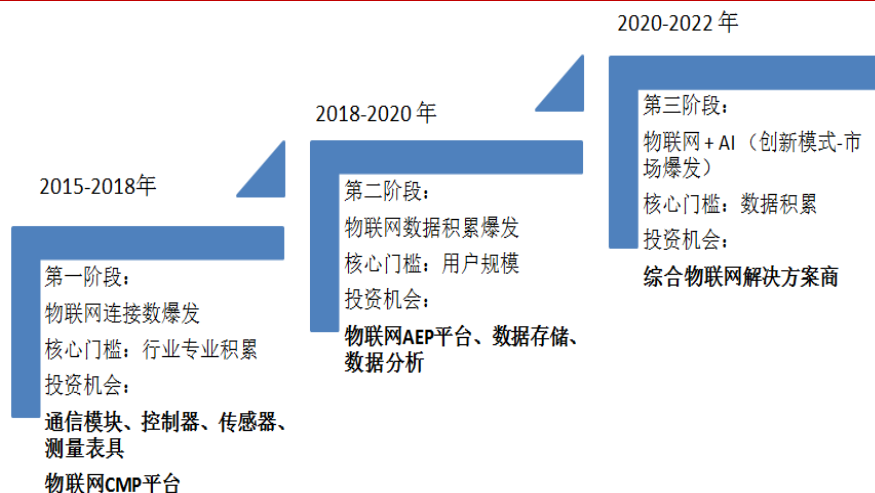 2015-2018年
第一阶段：
物联网连接数爆发
核心门槛：行业专业积累
投资机会：
通信模块、控制器、传感器、
测量表具
物联网CMP平台
2018-2020 年
第二阶段：
物联网数据积累爆发
核心门槛：用户规模
投资机会：
物联网AEP平台、数据存储、
数据分析
2020-2022 年
第三阶段：
物联网 + AI （创新模式-市
场爆发）
核心门槛：数据积累
投资机会：
综合物联网解决方案商